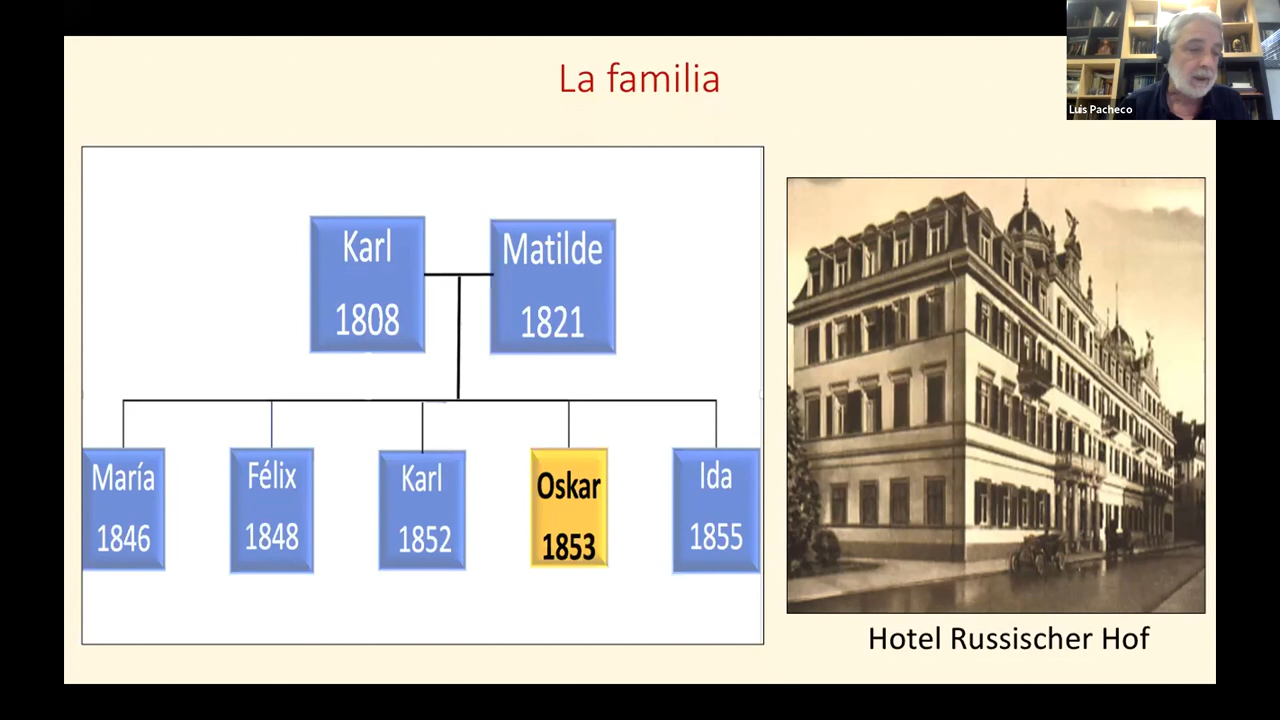 La familia
Luis Pacheco
Karl
1808
Matilde
1821
María
1846
Félix
1848
Karl
1852
Oskar
1853
Ida
1855
Hotel Russischer Hof